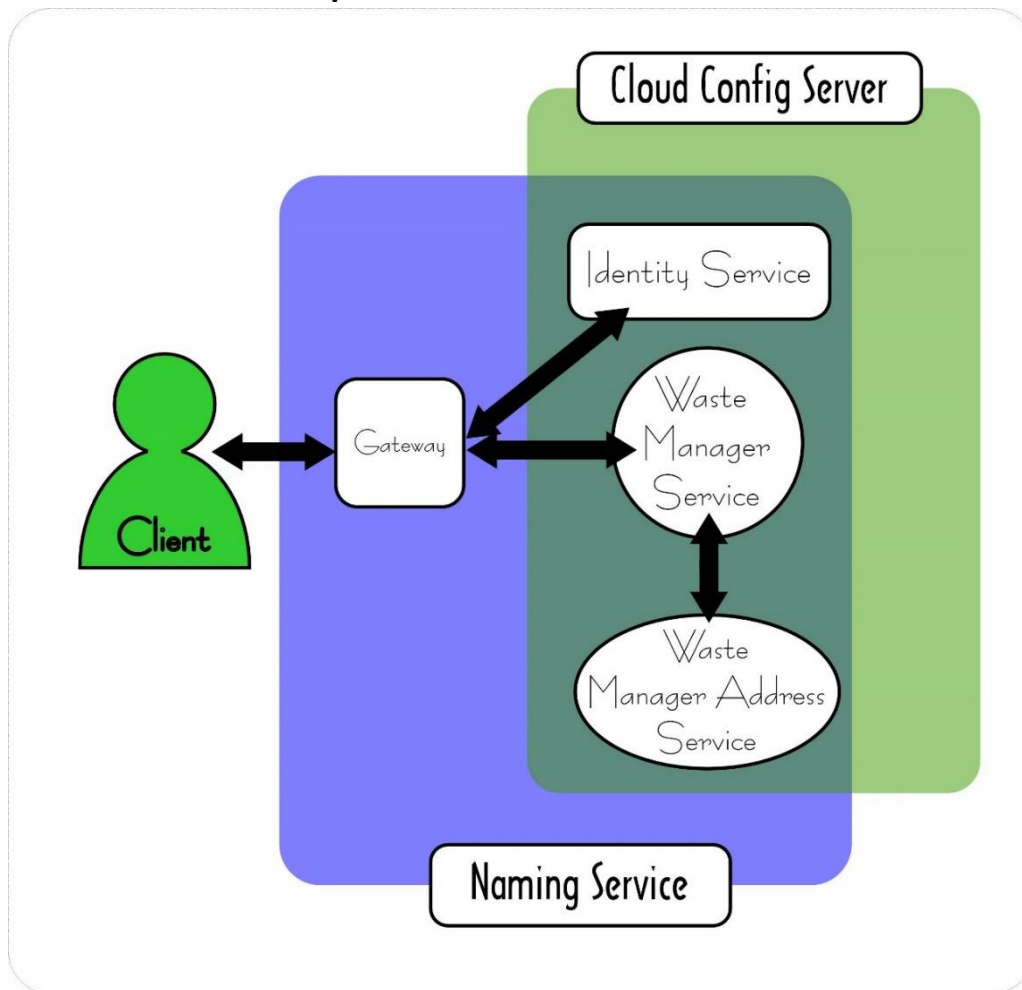 Cloud Config Server
Identity Service
Waste
Manager
Service
Gateway
Client
Waste
Manager Address
Service
Naming Service